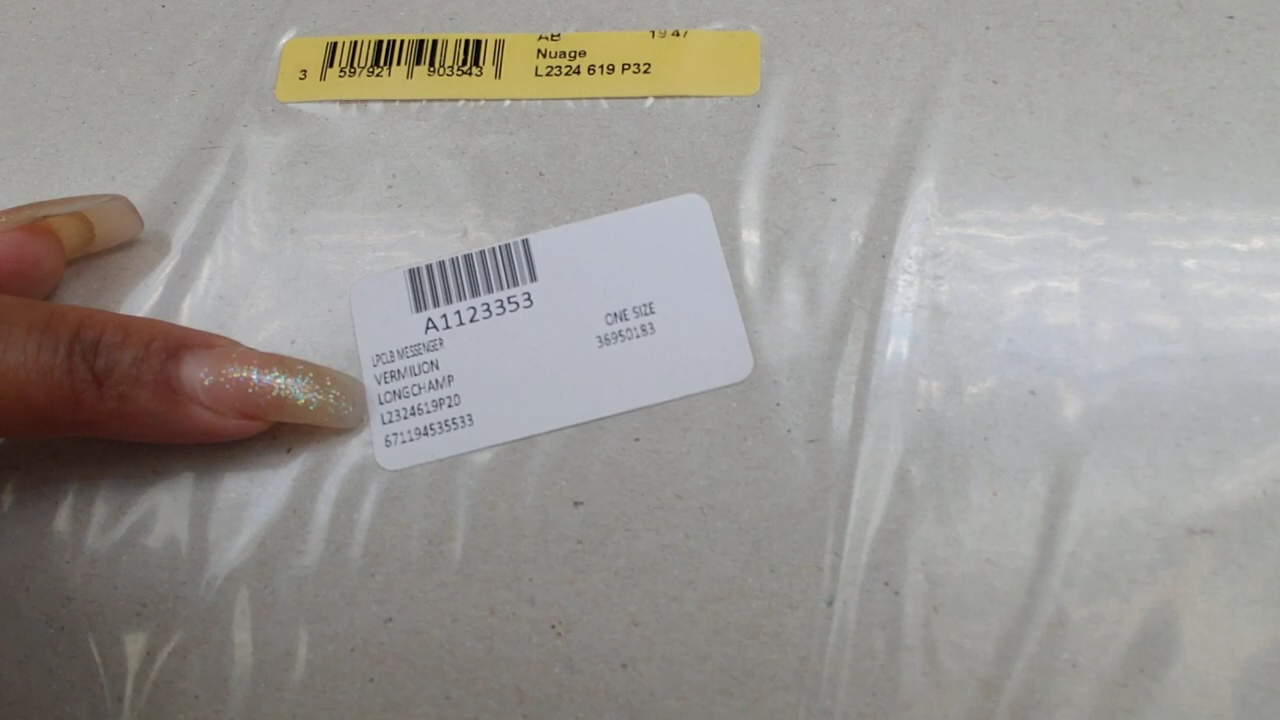 AB 1947
Nuage
L2324 619 P32
3 597921 903543
A1123353
LPCLB MESSENGER
VERMILION
LONGCHAMP
L2324619P20
671194535533
ONE SIZE
36950183